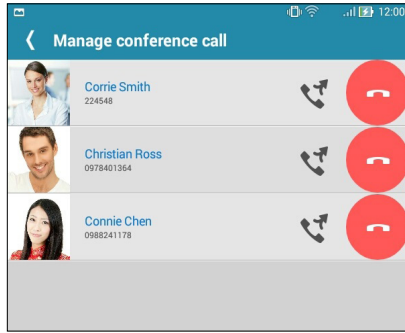 12:00
Manage conference call
Corrie Smith
224548
Christian Ross
0978401364
Connie Chen
0988241178